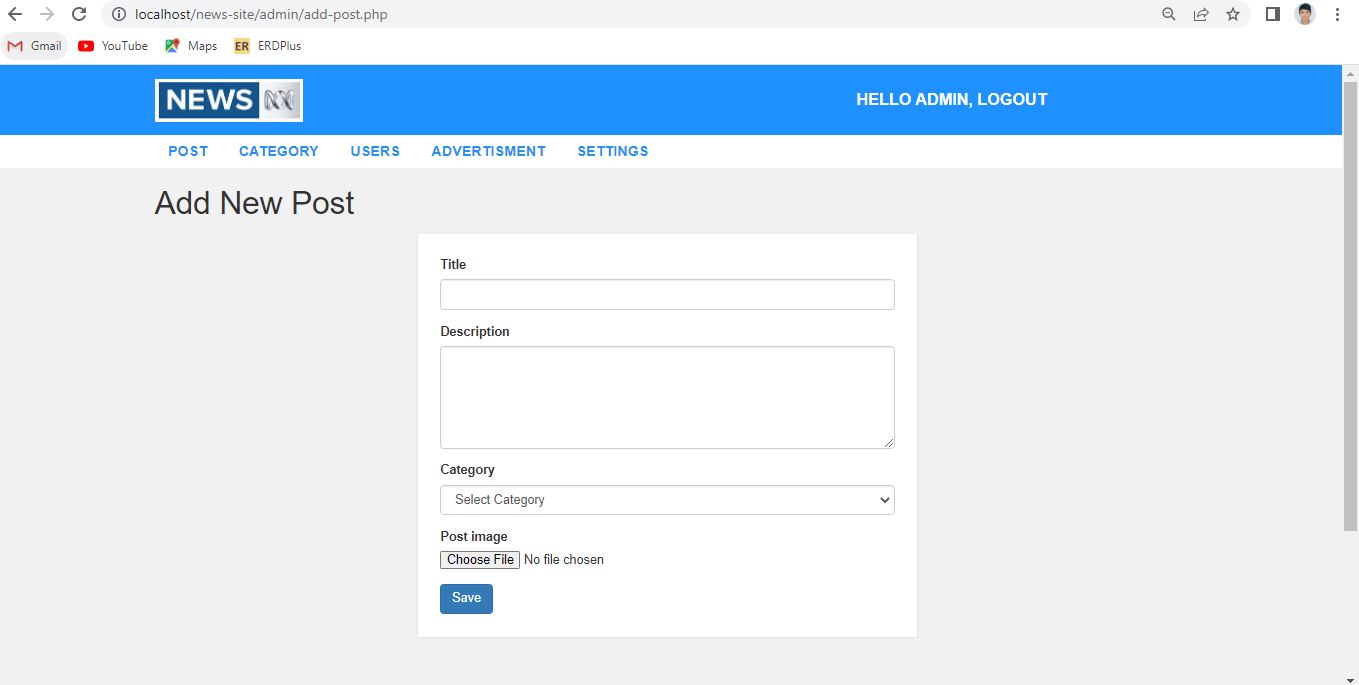 localhost/news-site/admin/add-post.php
Gmail YouTube Maps ER ERDPlus
NEWS
HELLO ADMIN, LOGOUT
POST CATEGORY USERS ADVERTISMENT SETTINGS
Add New Post
Title
Description
Category
Select Category
Post image
Choose File No file chosen
Save